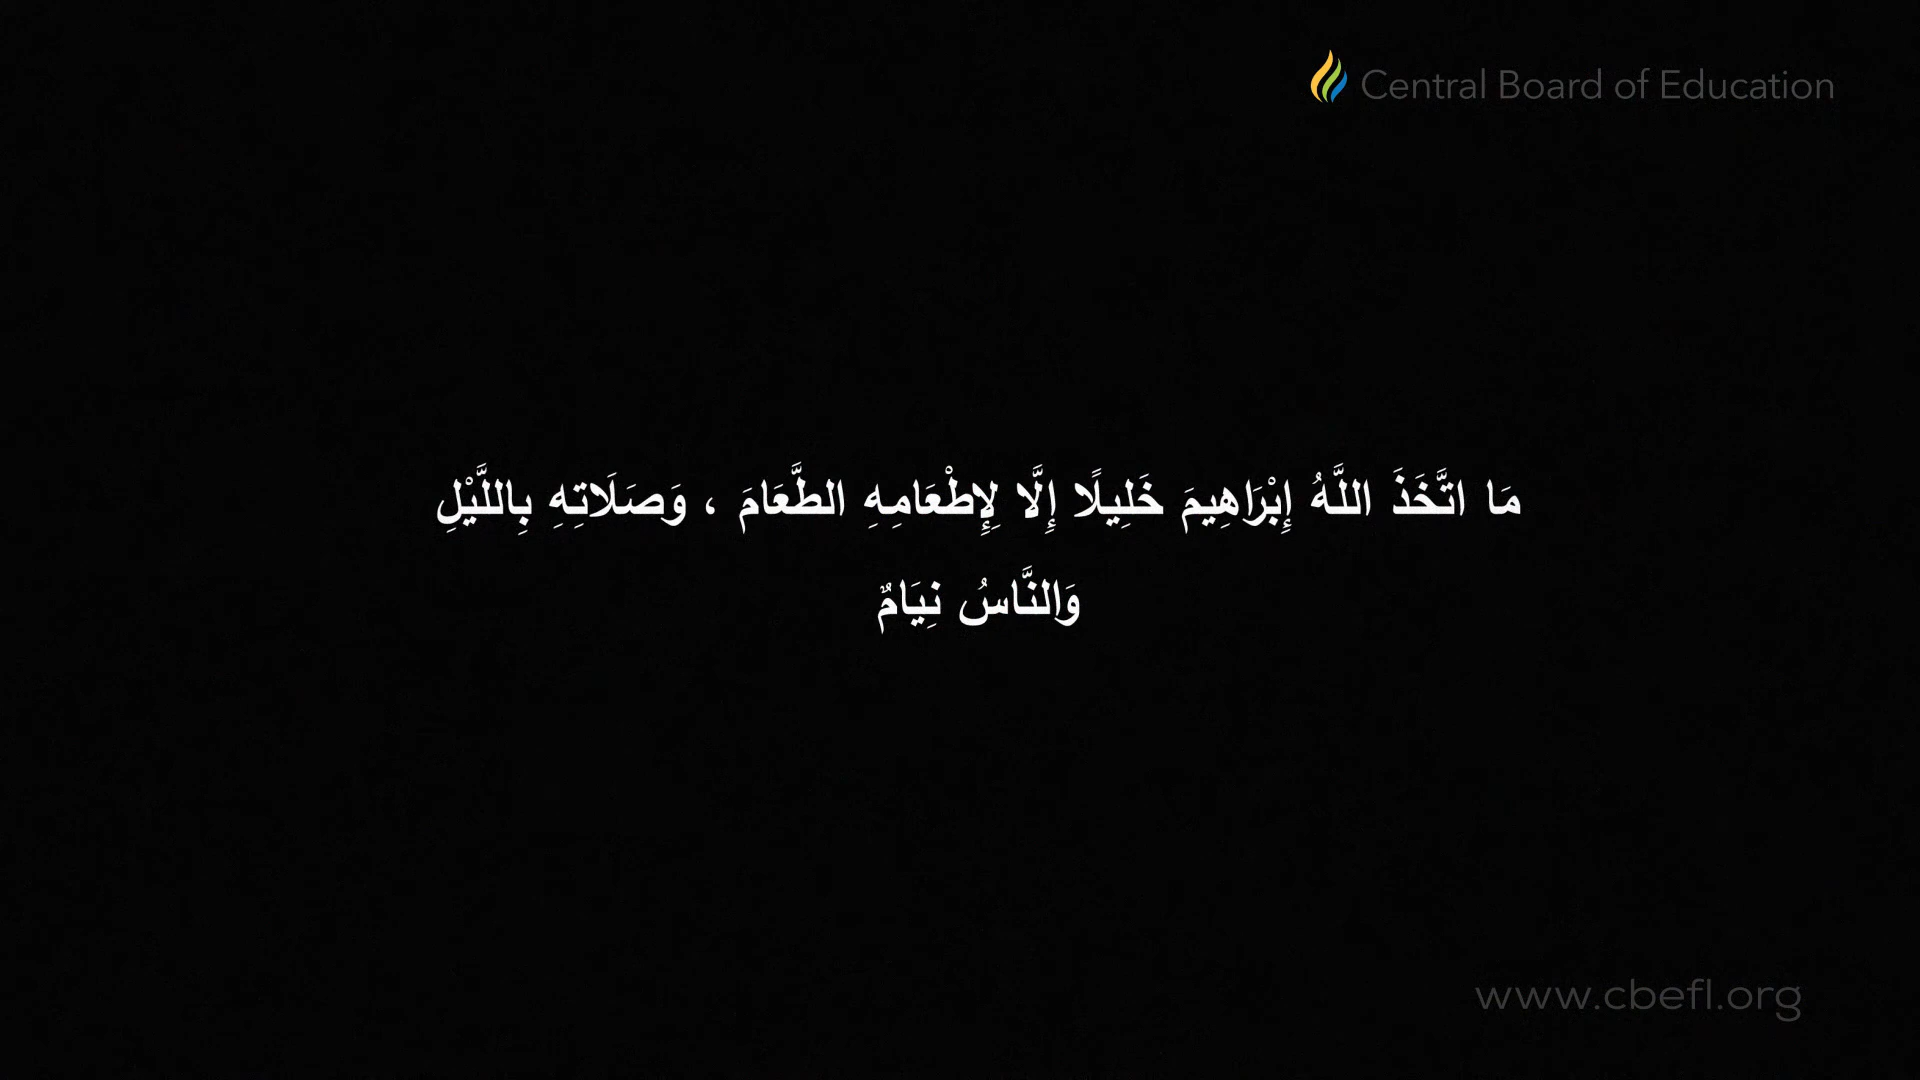 Central Board of Education
مَا اتَّخَذَ اللَّهُ إِبْرَاهِيمَ خَلِيلًا إِلَّا لِإِطْعَامِهِ الطَّعَامَ ، وَصَلَاتِهِ بِاللَّيْلِ
وَالنَّاسُ نِيَامٌ
www.cbefl.org